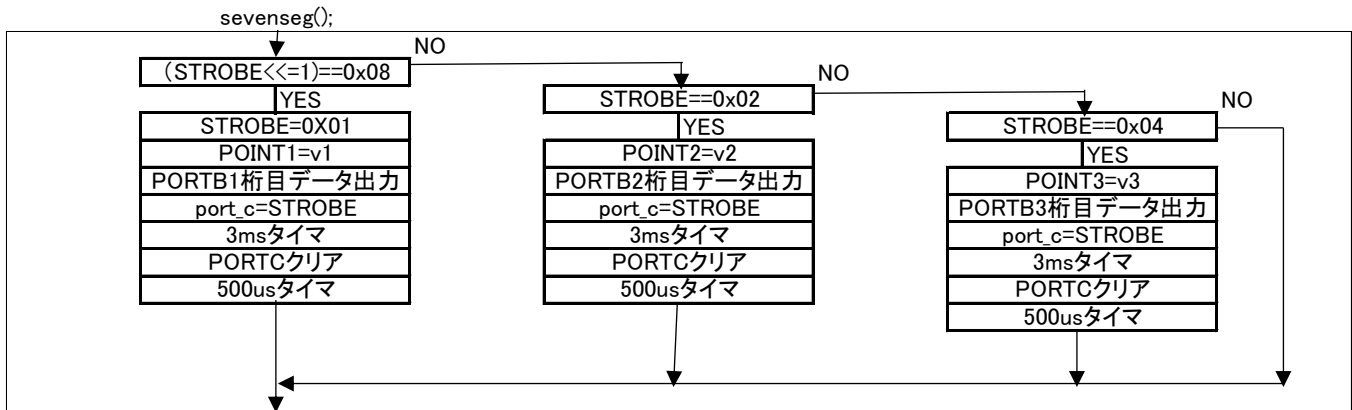 sevenseg();
(STROBE<<=1)==0x08
NO
YES
STROBE=0X01
POINT1=v1
PORTB1桁目データ出力
port_c=STROBE
3msタイマ
PORTCクリア
500usタイマ
STROBE==0x02
NO
YES
POINT2=v2
PORTB2桁目データ出力
port_c=STROBE
3msタイマ
PORTCクリア
500usタイマ
STROBE==0x04
NO
YES
POINT3=v3
PORTB3桁目データ出力
port_c=STROBE
3msタイマ
PORTCクリア
500usタイマ